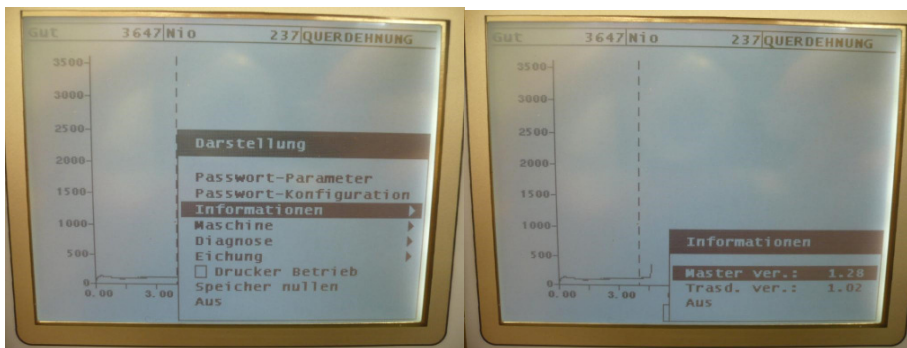 Gut 3647 Nio 237 QUERDEHNUNG
3500
3000
2500
2000
1500
1000
500
0
0.00 3.00
Darstellung
Passwort-Parameter
Passwort-Konfiguration
Informationen
Maschine
Diagnose
Eichung
Drucker Betrieb
Speicher nullen
Aus
Gut 3647 Nio 237 QUERDEHNUNG
3500
3000
2500
2000
1500
1000
500
0
0.00 3.00
Informationen
Master ver.: 1.28
Trasd. ver.: 1.02
Aus